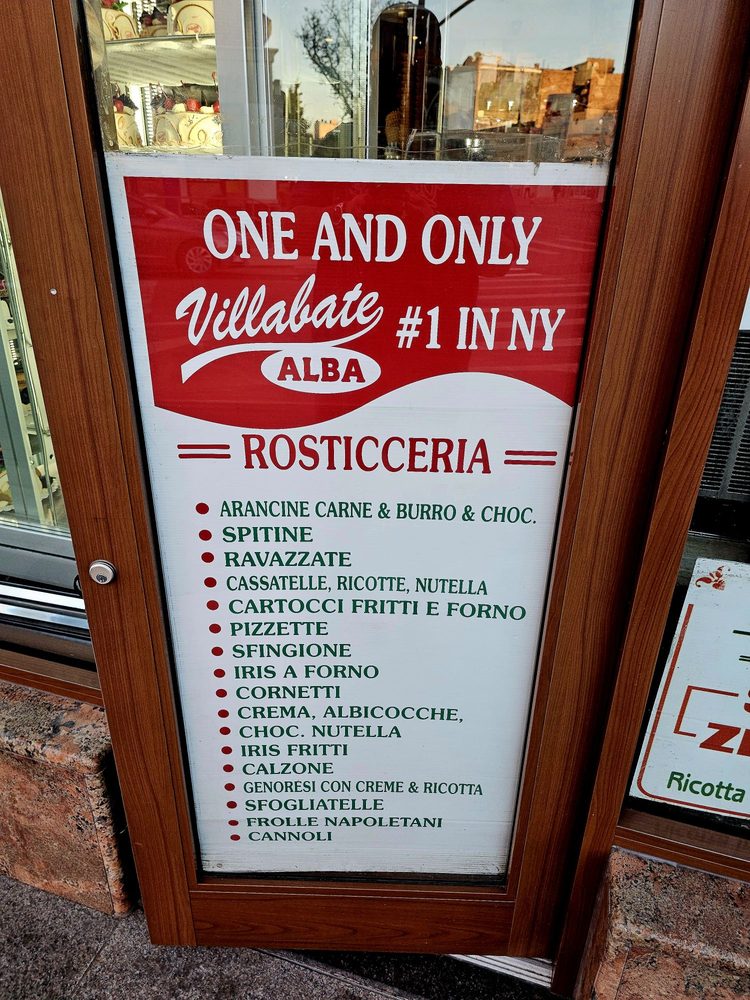 ONE AND ONLY
Villabate
ALBA
#1 IN NY
ROSTICCERIA
ARANCINE CARNE & BURRO & CHOC.
SPITINE
RAVAZZATE
CASSATELLE, RICOTTE, NUTELLA
CARTOCCI FRITTI E FORNO
PIZZETTE
SFINGIONE
IRIS A FORNO
CORNETTI
CREMA, ALBICOCCHE,
CHOC. NUTELLA
IRIS FRITTI
CALZONE
GENORESI CON CREME & RICOTTA
SFOGLIATELLE
FROLLE NAPOLETANI
CANNOLI
Ricotta